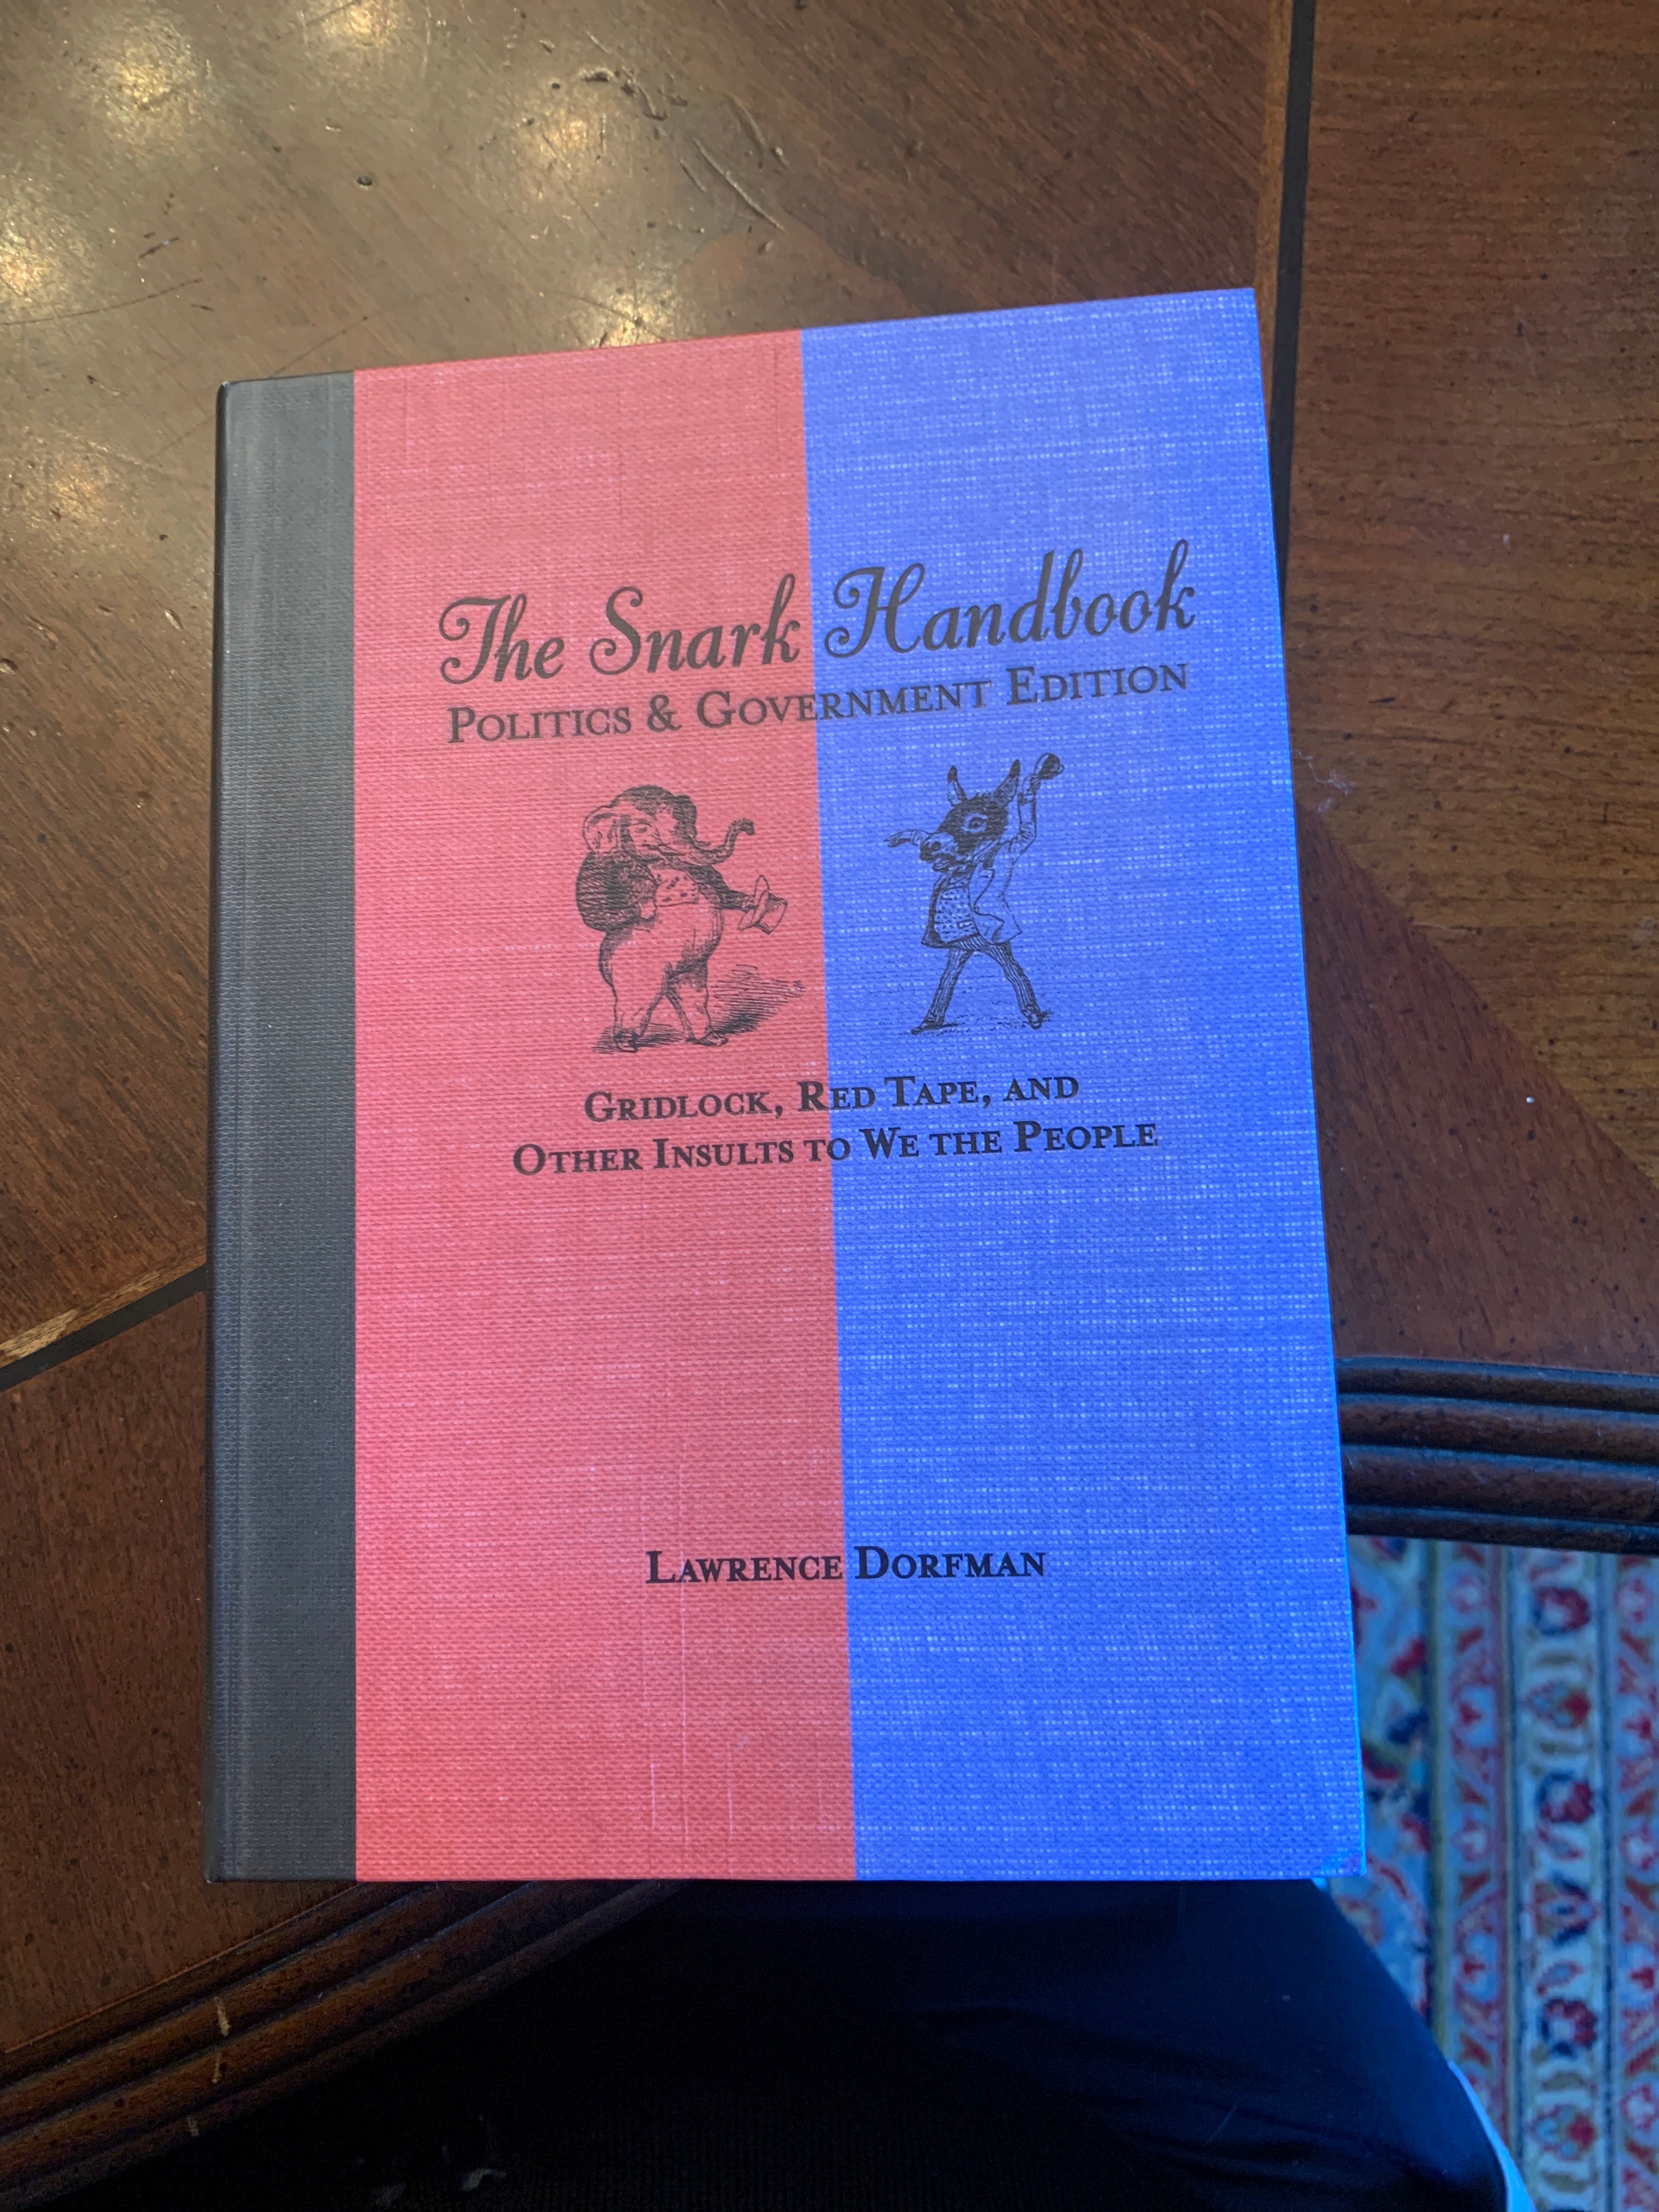 The Snark Handbook
Politics & Government Edition
Gridlock, Red Tape, and
Other Insults to We the People
Lawrence Dorfman